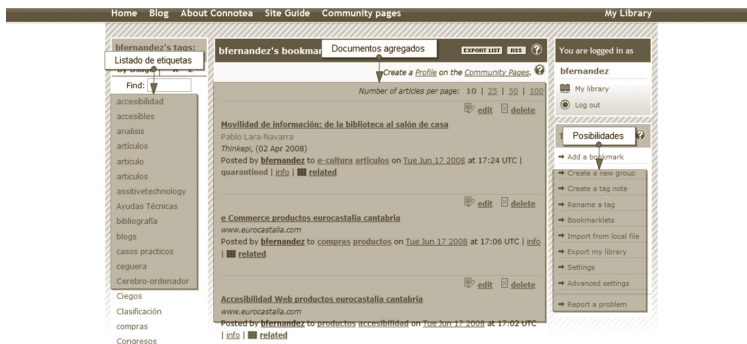 Home Blog About Connotea Site Guide Community pages My Library
bfernandez's tags:
Listado de etiquetas
Find:
accesibilidad
accesibles
analisis
artículos
articulo
articulos
assitivetechnology
Ayudas Técnicas
bibliografía
blogs
casos practicos
ceguera
Cerebro-ordenador
Ciegos
Clasificación
compras
Congresos
bfernandez's bookmar
Documentos agregados
EXPORT LIST RSS ?
Create a Profile on the Community Pages. ?
Number of articles per page: 10 | 25 | 50 | 100
edit delete
Movilidad de información: de la biblioteca al salón de casa
Pablo Lara-Navarra
Thinkepi, (02 Apr 2008)
Posted by bfernandez to e-cultura articulos on Tue Jun 17 2008 at 17:24 UTC |
quarantined | info | related
edit delete
e Commerce productos eurocastalia cantabria
www.eurocastalia.com
Posted by bfernandez to compras productos on Tue Jun 17 2008 at 17:06 UTC | info
| related
edit delete
Accesibilidad Web productos eurocastalia cantabria
www.eurocastalia.com
Posted by bfernandez to productos accesibilidad on Tue Jun 17 2008 at 17:02 UTC
| info | related
You are logged in as
bfernandez
My library
Log out
Posibilidades
?
Add a bookmark
Create a new group
Create a tag note
Rename a tag
Bookmarklets
Import from local file
Export my library
Settings
Advanced settings
Report a problem